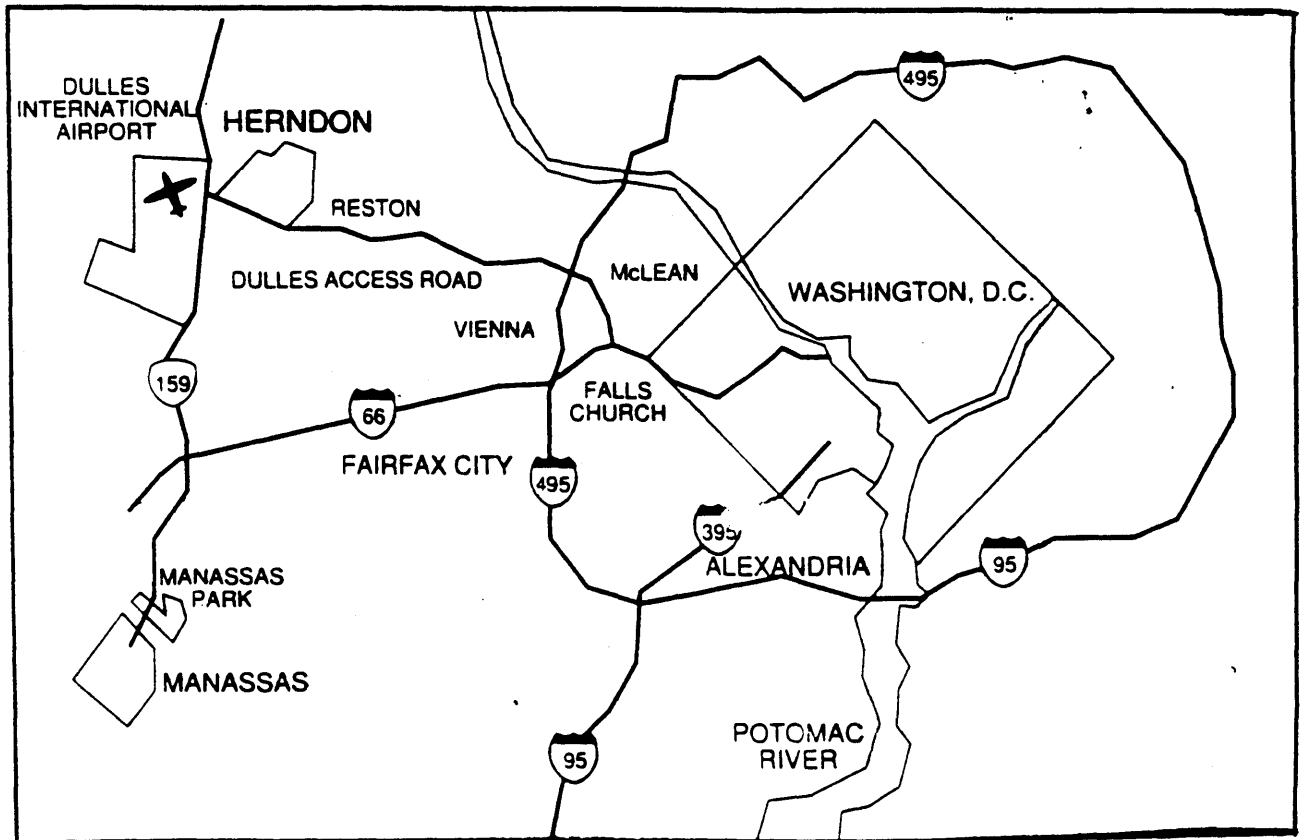 495
DULLES
INTERNATIONAL
AIRPORT
HERNDON
RESTON
McLEAN
DULLES ACCESS ROAD
WASHINGTON, D.C.
VIENNA
159
66
FALLS
CHURCH
FAIRFAX CITY
495
395
ALEXANDRIA
95
MANASSAS
PARK
MANASSAS
POTOMAC
RIVER
95